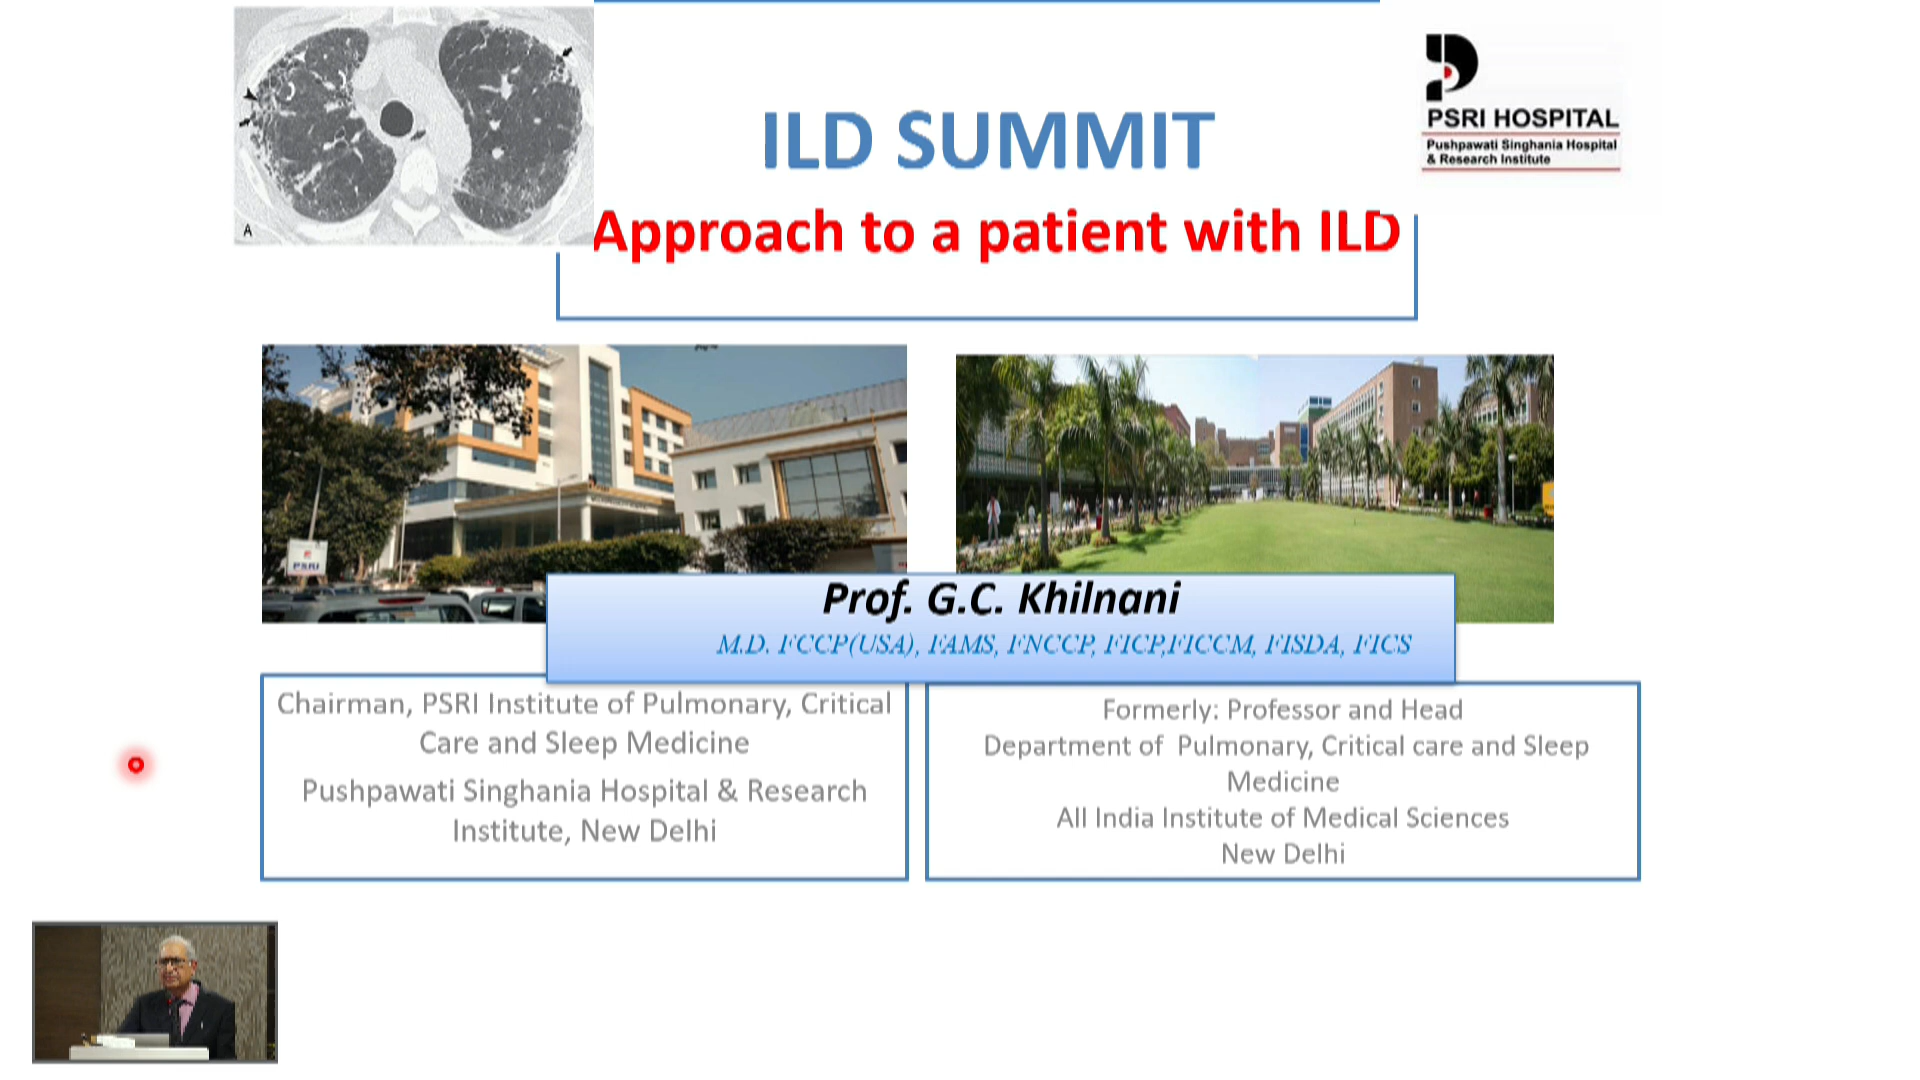 A
ILD SUMMIT
Approach to a patient with ILD
PSRI HOSPITAL
Pushpawati Singhania Hospital
& Research Institute
PSRI
Prof. G.C. Khilnani
M.D. FCCP(USA), FAMS, FNCCP, FICP,FICCM, FISDA, FICS
Chairman, PSRI Institute of Pulmonary, Critical
Care and Sleep Medicine
Pushpawati Singhania Hospital & Research
Institute, New Delhi
Formerly: Professor and Head
Department of Pulmonary, Critical care and Sleep
Medicine
All India Institute of Medical Sciences
New Delhi